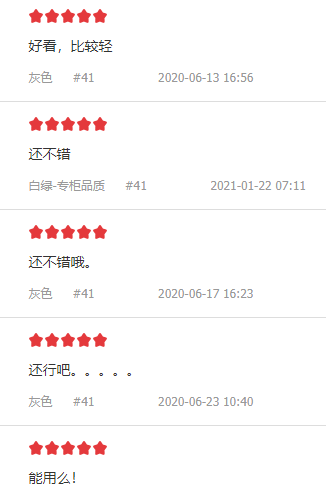 好看，比较轻
灰色 #41 2020-06-13 16:56
还不错
白绿-专柜品质 #41 2021-01-22 07:11
还不错哦。
灰色 #41 2020-06-17 16:23
还行吧。。。。。
灰色 #41 2020-06-23 10:40
能用么！